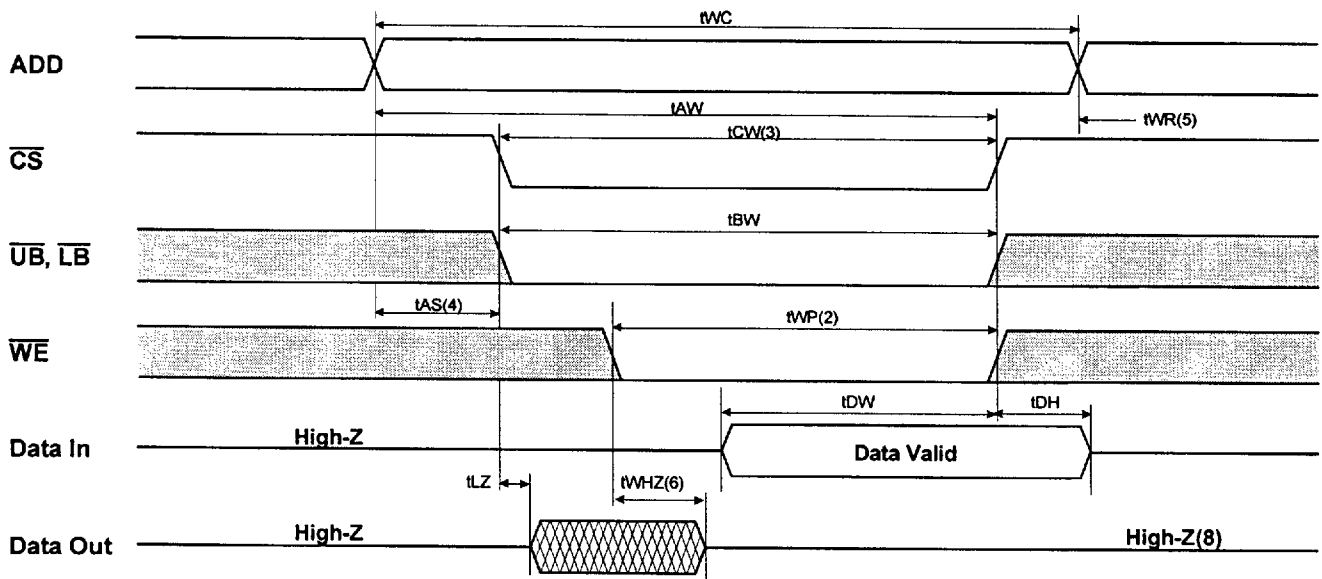 tWC
ADD
tAW
tCW(3)
tWR(5)
CS
tBW
UB, LB
tAS(4)
tWP(2)
WE
tDW
tDH
High-Z
Data In
Data Valid
tLZ
tWHZ(6)
High-Z
High-Z(8)
Data Out